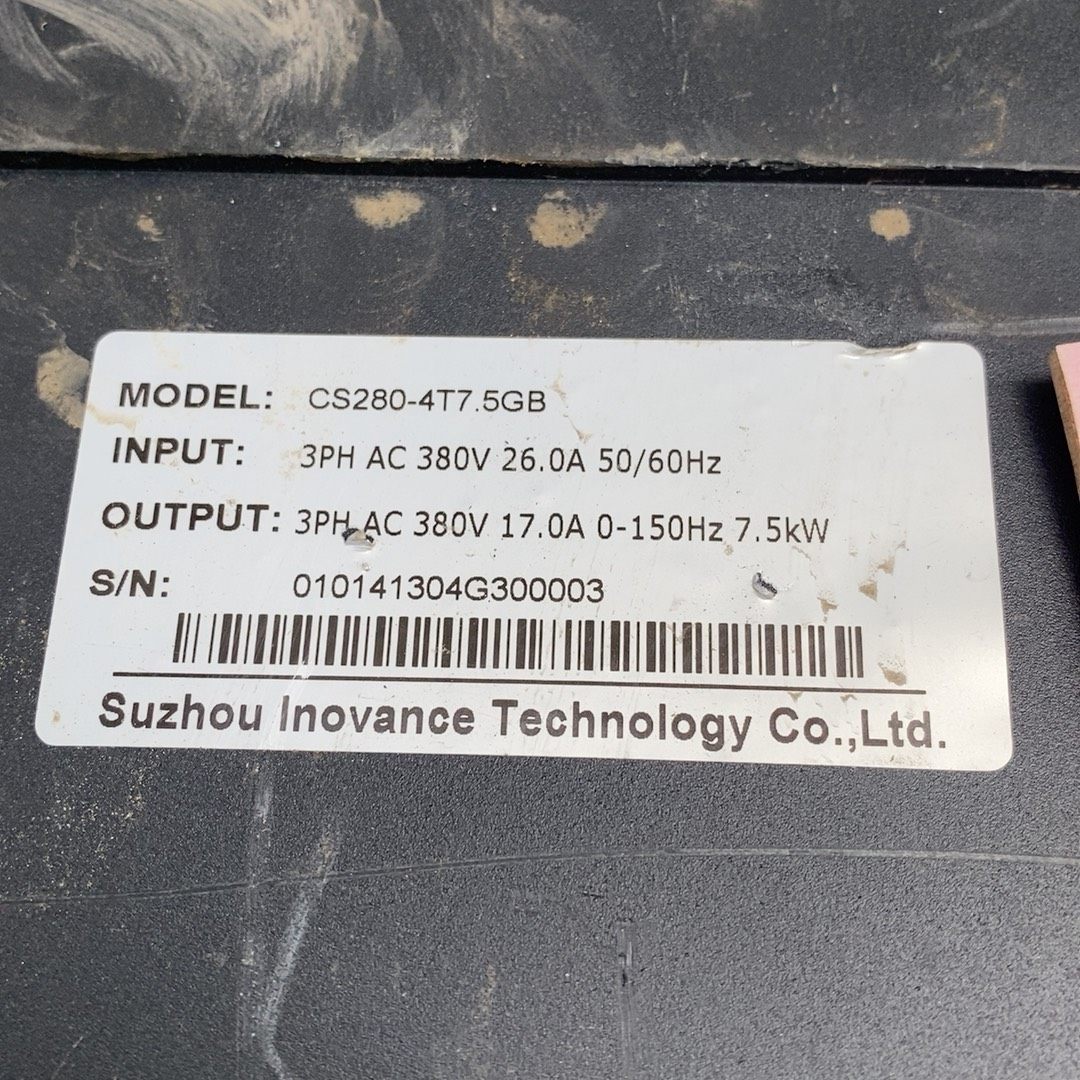 MODEL: CS280-4T7.5GB
INPUT: 3PH AC 380V 26.0A 50/60Hz
OUTPUT: 3PH AC 380V 17.0A 0-150Hz 7.5kW
S/N: 010141304G300003
Suzhou Inovance Technology Co.,Ltd.